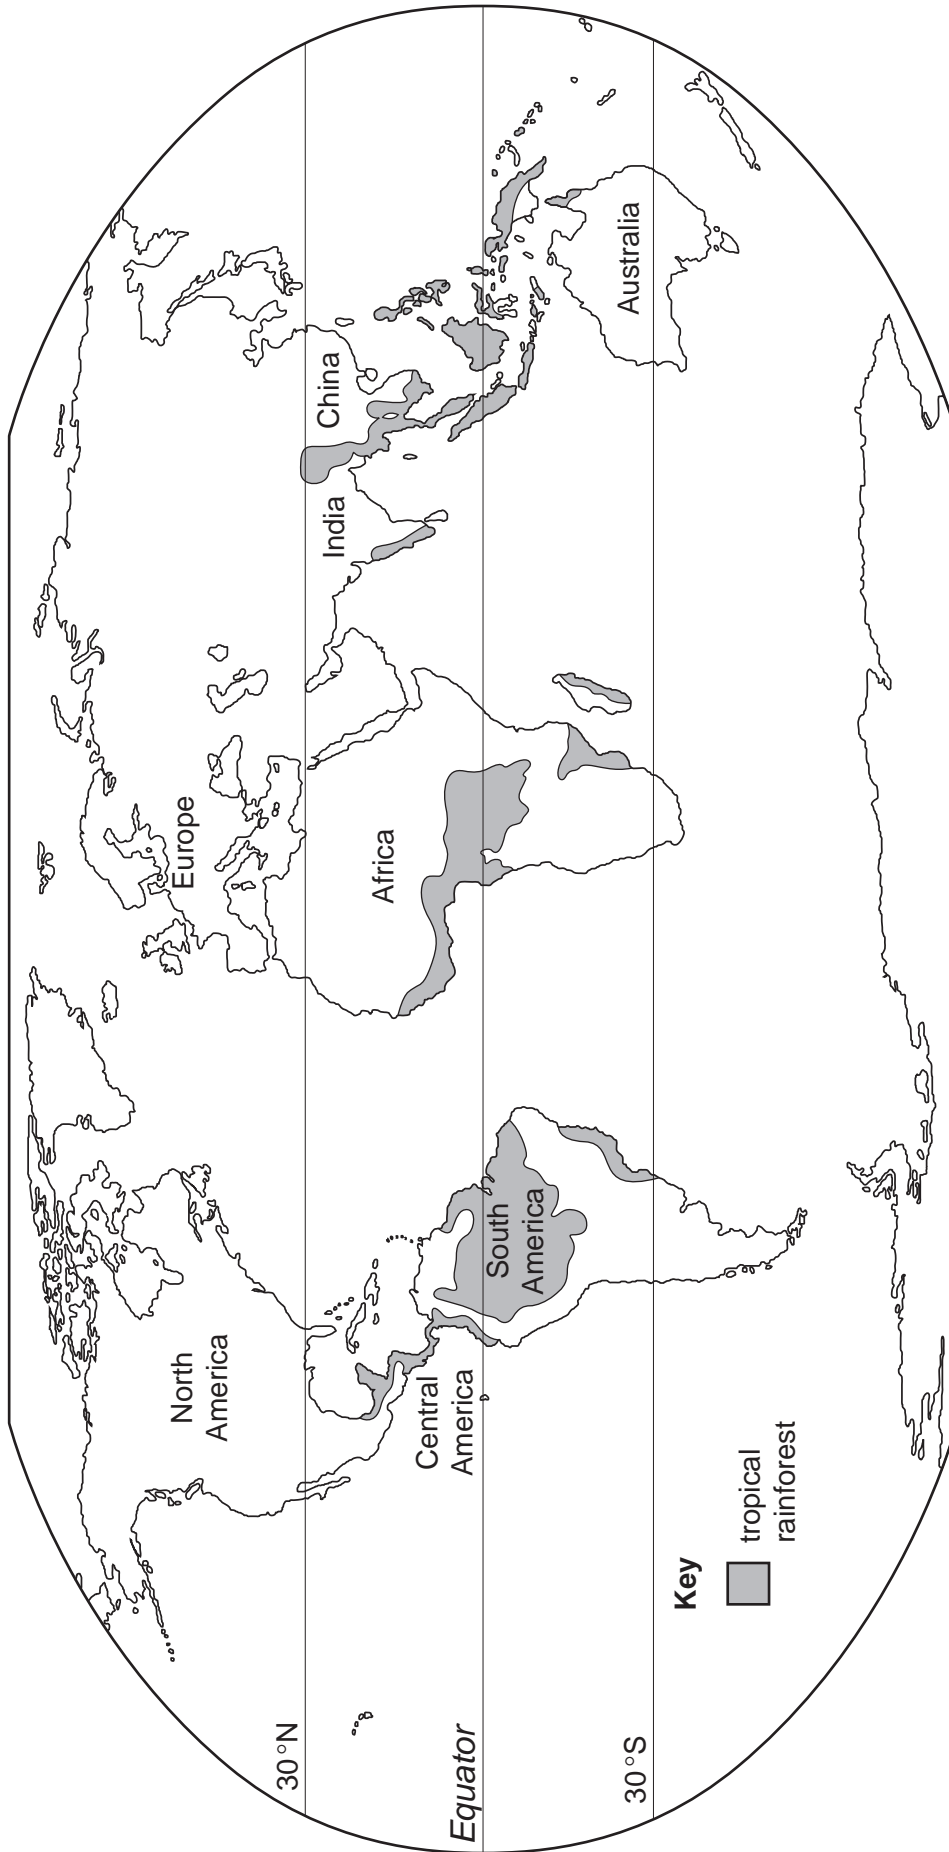 Europe
North
America
China
India
30°N
Africa
Central
America
South
America
Equator
Australia
30°S
Key
tropical
rainforest